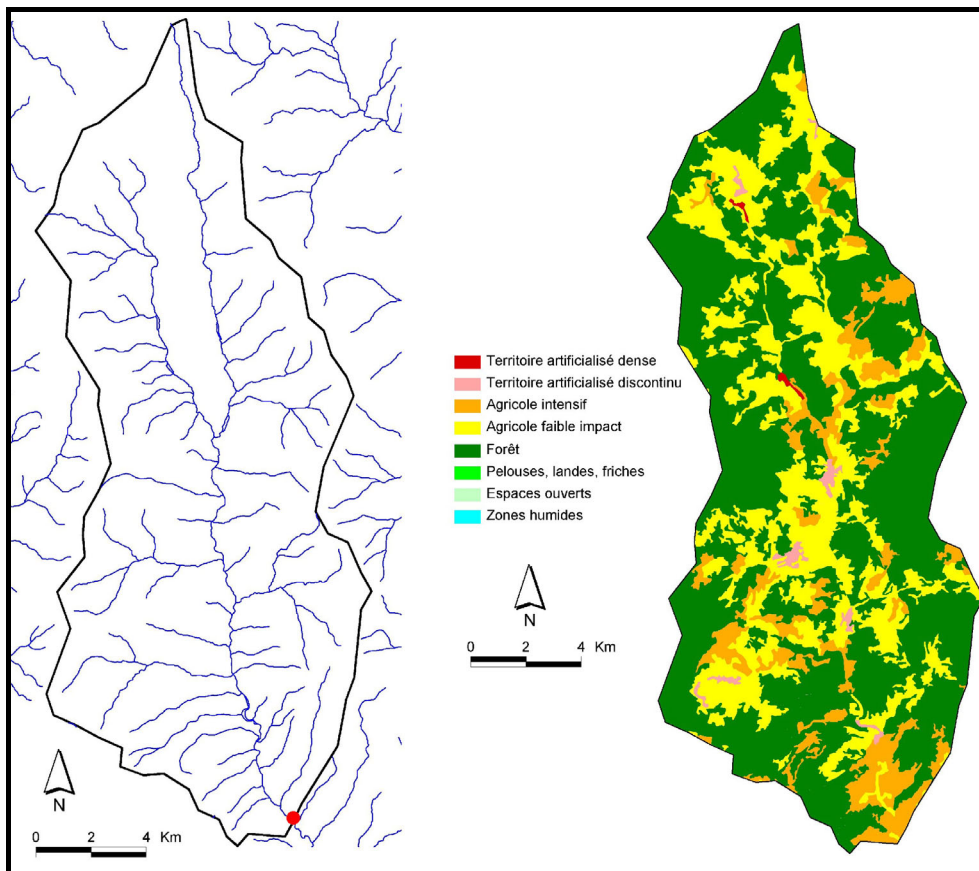 Territoire artificialisé dense
Territoire artificialisé discontinu
Agricole intensif
Agricole faible impact
Forêt
Pelouses, landes, friches
Espaces ouverts
Zones humides
N
0 2 4 Km
N
0 2 4 Km